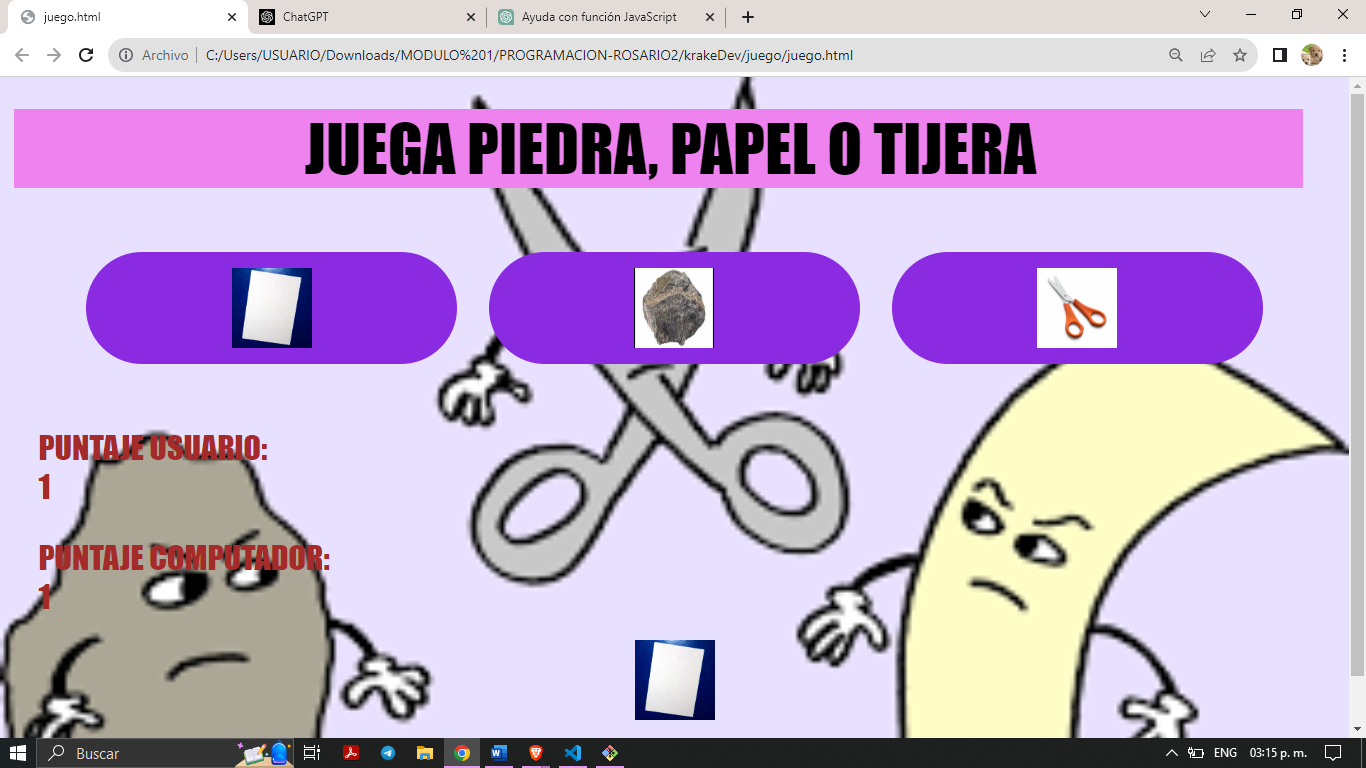 juego.html
ChatGPT
Ayuda con función JavaScript
Archivo
C:/Users/USUARIO/Downloads/MODULO%201/PROGRAMACION-ROSARIO2/krakeDev/juego/juego.html
JUEGA PIEDRA, PAPEL O TIJERA
PUNTAJE USUARIO:
1
PUNTAJE COMPUTADOR:
1
Buscar
ENG
03:15 p. m.